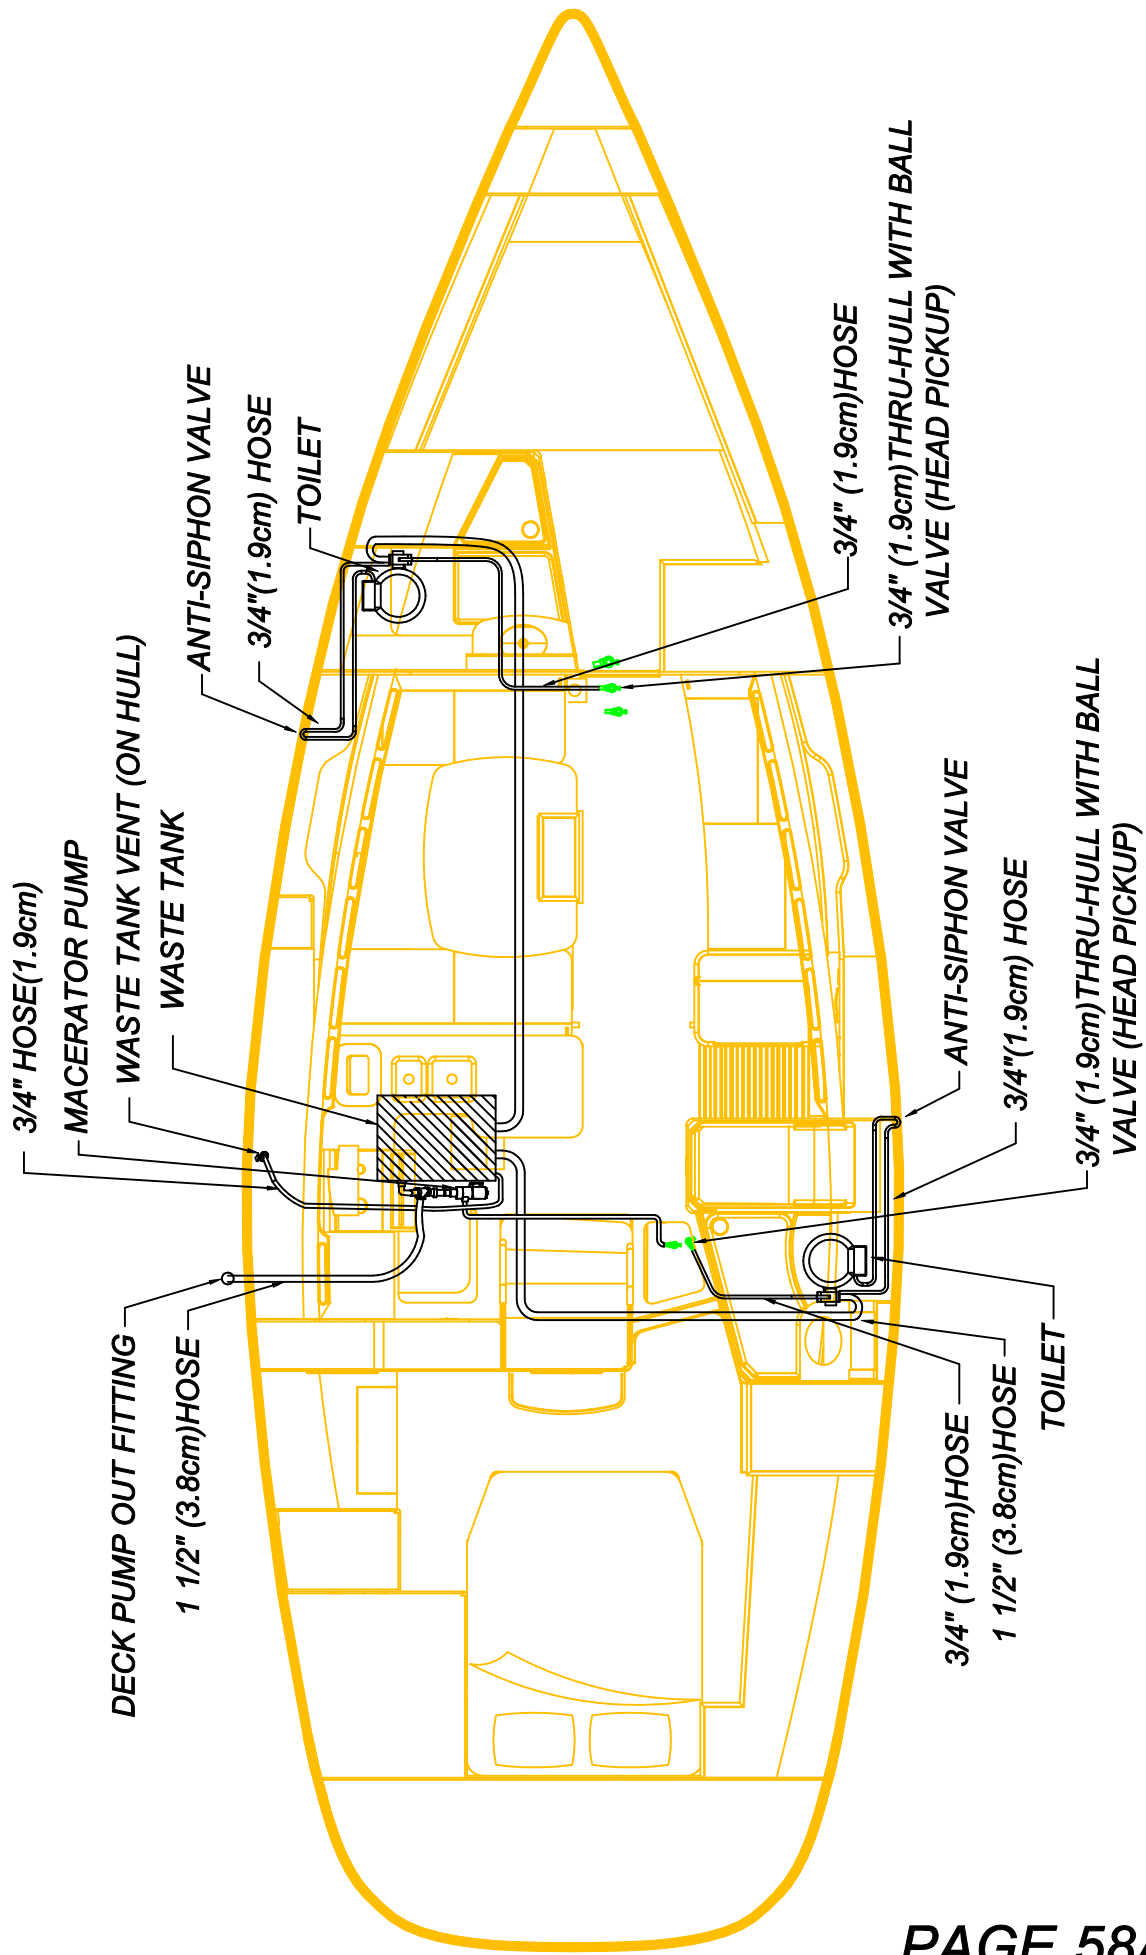 3/4" HOSE(1.9cm)
MACERATOR PUMP
WASTE TANK VENT (ON HULL)
WASTE TANK
ANTI-SIPHON VALVE
3/4"(1.9cm) HOSE
TOILET
DECK PUMP OUT FITTING
1 1/2" (3.8cm)HOSE
3/4" (1.9cm)HOSE
3/4" (1.9cm)THRU-HULL WITH BALL
VALVE (HEAD PICKUP)
ANTI-SIPHON VALVE
3/4"(1.9cm) HOSE
3/4" (1.9cm)THRU-HULL WITH BALL
VALVE (HEAD PICKUP)
3/4" (1.9cm)HOSE
1 1/2" (3.8cm)HOSE
TOILET
PAGE 58